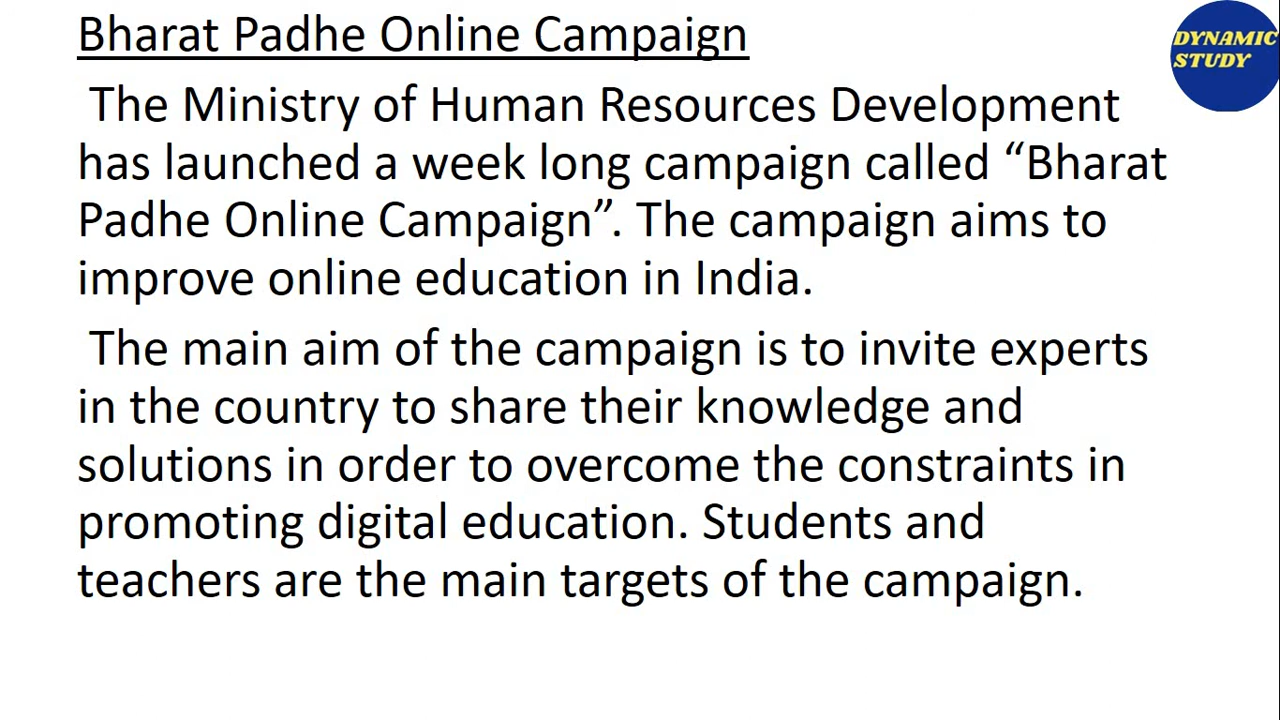 Bharat Padhe Online Campaign
DYNAMIC
STUDY
The Ministry of Human Resources Development
has launched a week long campaign called “Bharat
Padhe Online Campaign”. The campaign aims to
improve online education in India.
The main aim of the campaign is to invite experts
in the country to share their knowledge and
solutions in order to overcome the constraints in
promoting digital education. Students and
teachers are the main targets of the campaign.